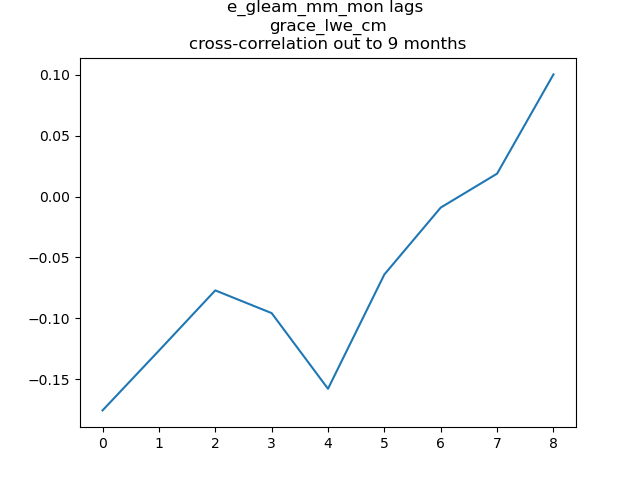 e_gleam_mm_mon lags
grace_lwe_cm
cross-correlation out to 9 months
0.10
0.05
0.00
−0.05
−0.10
−0.15
0 1 2 3 4 5 6 7 8